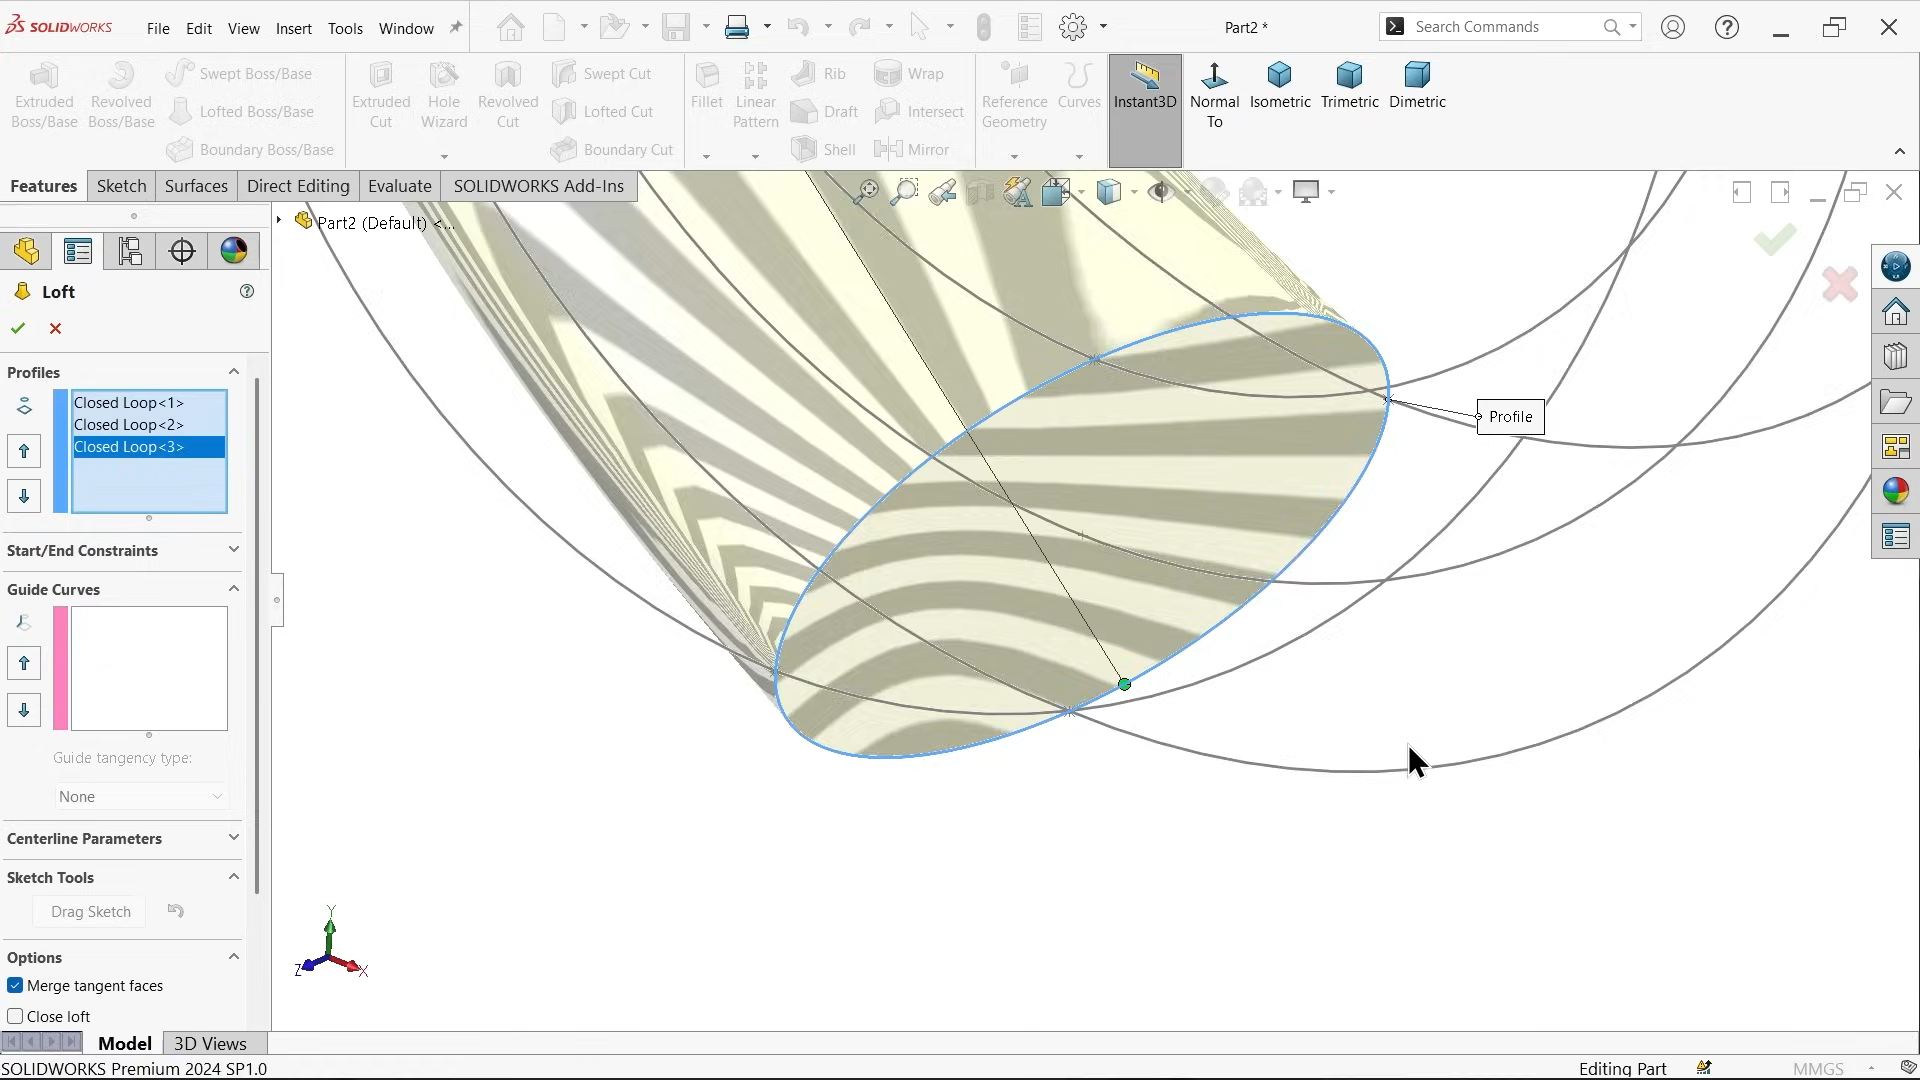 SOLIDWORKS
File Edit View Insert Tools Window
Part2 *
Search Commands
Extruded Boss/Base
Revolved Boss/Base
Swept Boss/Base
Lofted Boss/Base
Boundary Boss/Base
Extruded Cut
Hole Wizard
Revolved Cut
Swept Cut
Lofted Cut
Boundary Cut
Fillet
Linear Pattern
Rib
Draft
Shell
Wrap
Intersect
Mirror
Reference Geometry
Curves
Instant3D
Normal To
Isometric
Trimetric
Dimetric
Features Sketch Surfaces Direct Editing Evaluate SOLIDWORKS Add-Ins
Part2 (Default) <...
Loft
Profiles
Closed Loop<1>
Closed Loop<2>
Closed Loop<3>
Profile
Start/End Constraints
Guide Curves
Guide tangency type:
None
Centerline Parameters
Sketch Tools
Drag Sketch
Options
Merge tangent faces
Close loft
Y
Z
X
Model 3D Views
SOLIDWORKS Premium 2024 SP1.0
Editing Part
MMGS